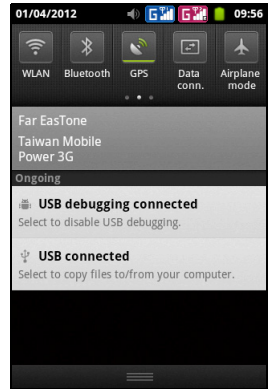 01/04/2012 G G 09:56
WLAN Bluetooth GPS Data conn. Airplane mode
Far EasTone
Taiwan Mobile
Power 3G
Ongoing
USB debugging connected
Select to disable USB debugging.
USB connected
Select to copy files to/from your computer.